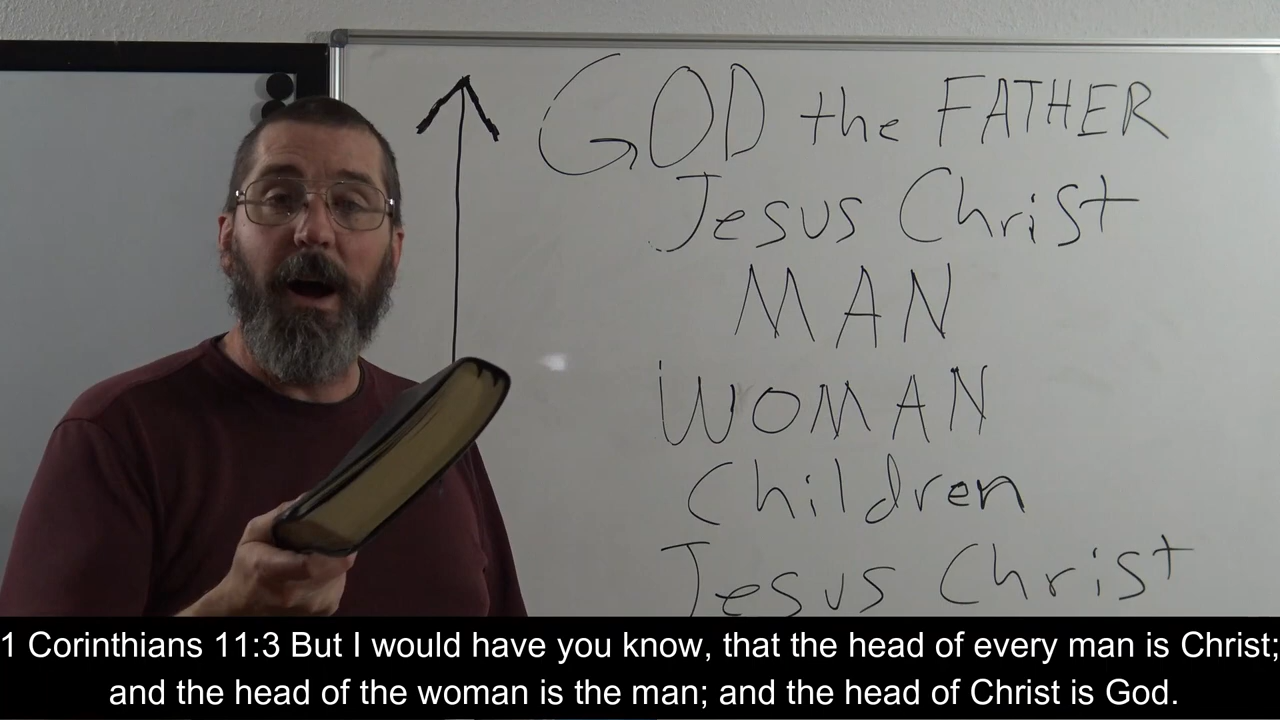 GOD the FATHER
Jesus Christ
MAN
WOMAN
Children
Jesus Christ
1 Corinthians 11:3 But I would have you know, that the head of every man is Christ;
and the head of the woman is the man; and the head of Christ is God.